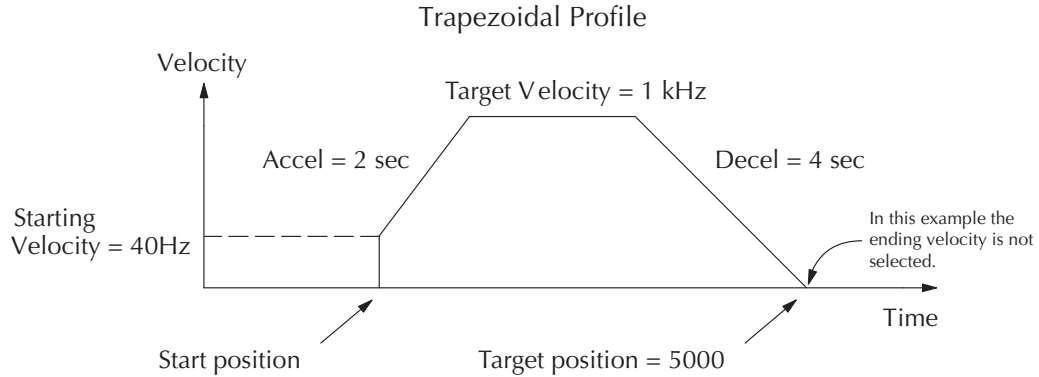 Trapezoidal Profile
Velocity
Target Velocity = 1 kHz
Accel = 2 sec
Decel = 4 sec
Starting
Velocity = 40Hz
In this example the
ending velocity is not
selected.
Time
Start position
Target position = 5000